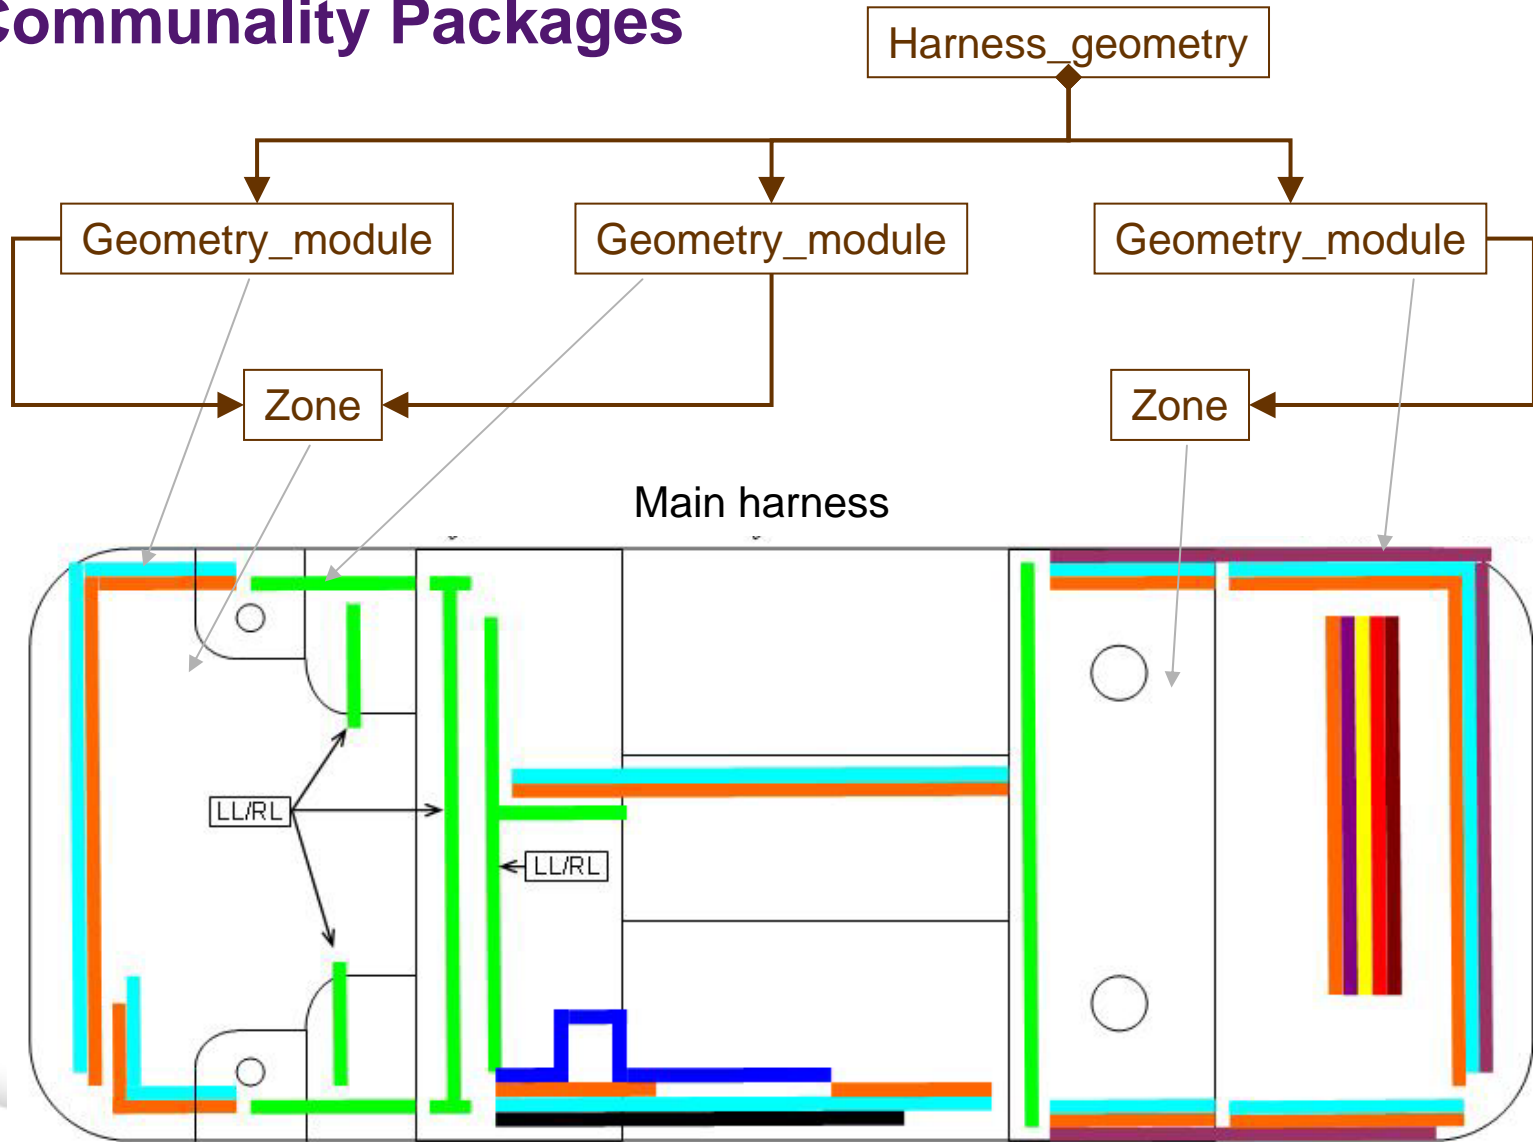 Communality Packages
Harness_geometry
Geometry_module Geometry_module Geometry_module
Zone Zone
Main harness
LL/RL
LL/RL